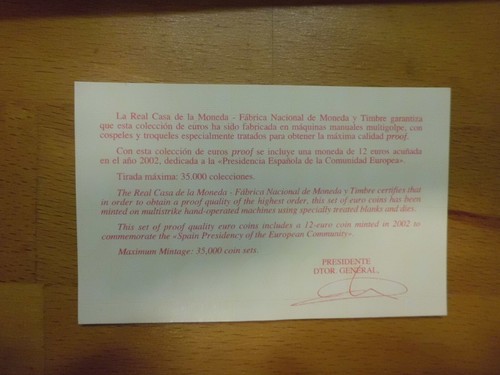 La Real Casa de la Moneda - Fábrica Nacional de Moneda y Timbre garantiza
que esta colección de euros ha sido fabricada en máquinas manuales multigolpe, con
cospeles y troqueles especialmente tratados para obtener la máxima calidad proof.
Con esta colección de euros proof se incluye una moneda de 12 euros acuñada
en el año 2002, dedicada a la «Presidencia Española de la Comunidad Europea».
Tirada máxima: 35.000 colecciones.
The Real Casa de la Moneda - Fábrica Nacional de Moneda y Timbre certifies that
in order to obtain a proof quality of the highest order, this set of euro coins has been
minted on multistrike hand-operated machines using specially treated blanks and dies.
This set of proof quality euro coins includes a 12-euro coin minted in 2002 to
commemorate the «Spain Presidency of the European Community».
Maximum Mintage: 35,000 coin sets.
PRESIDENTE
DTOR. GENERAL,